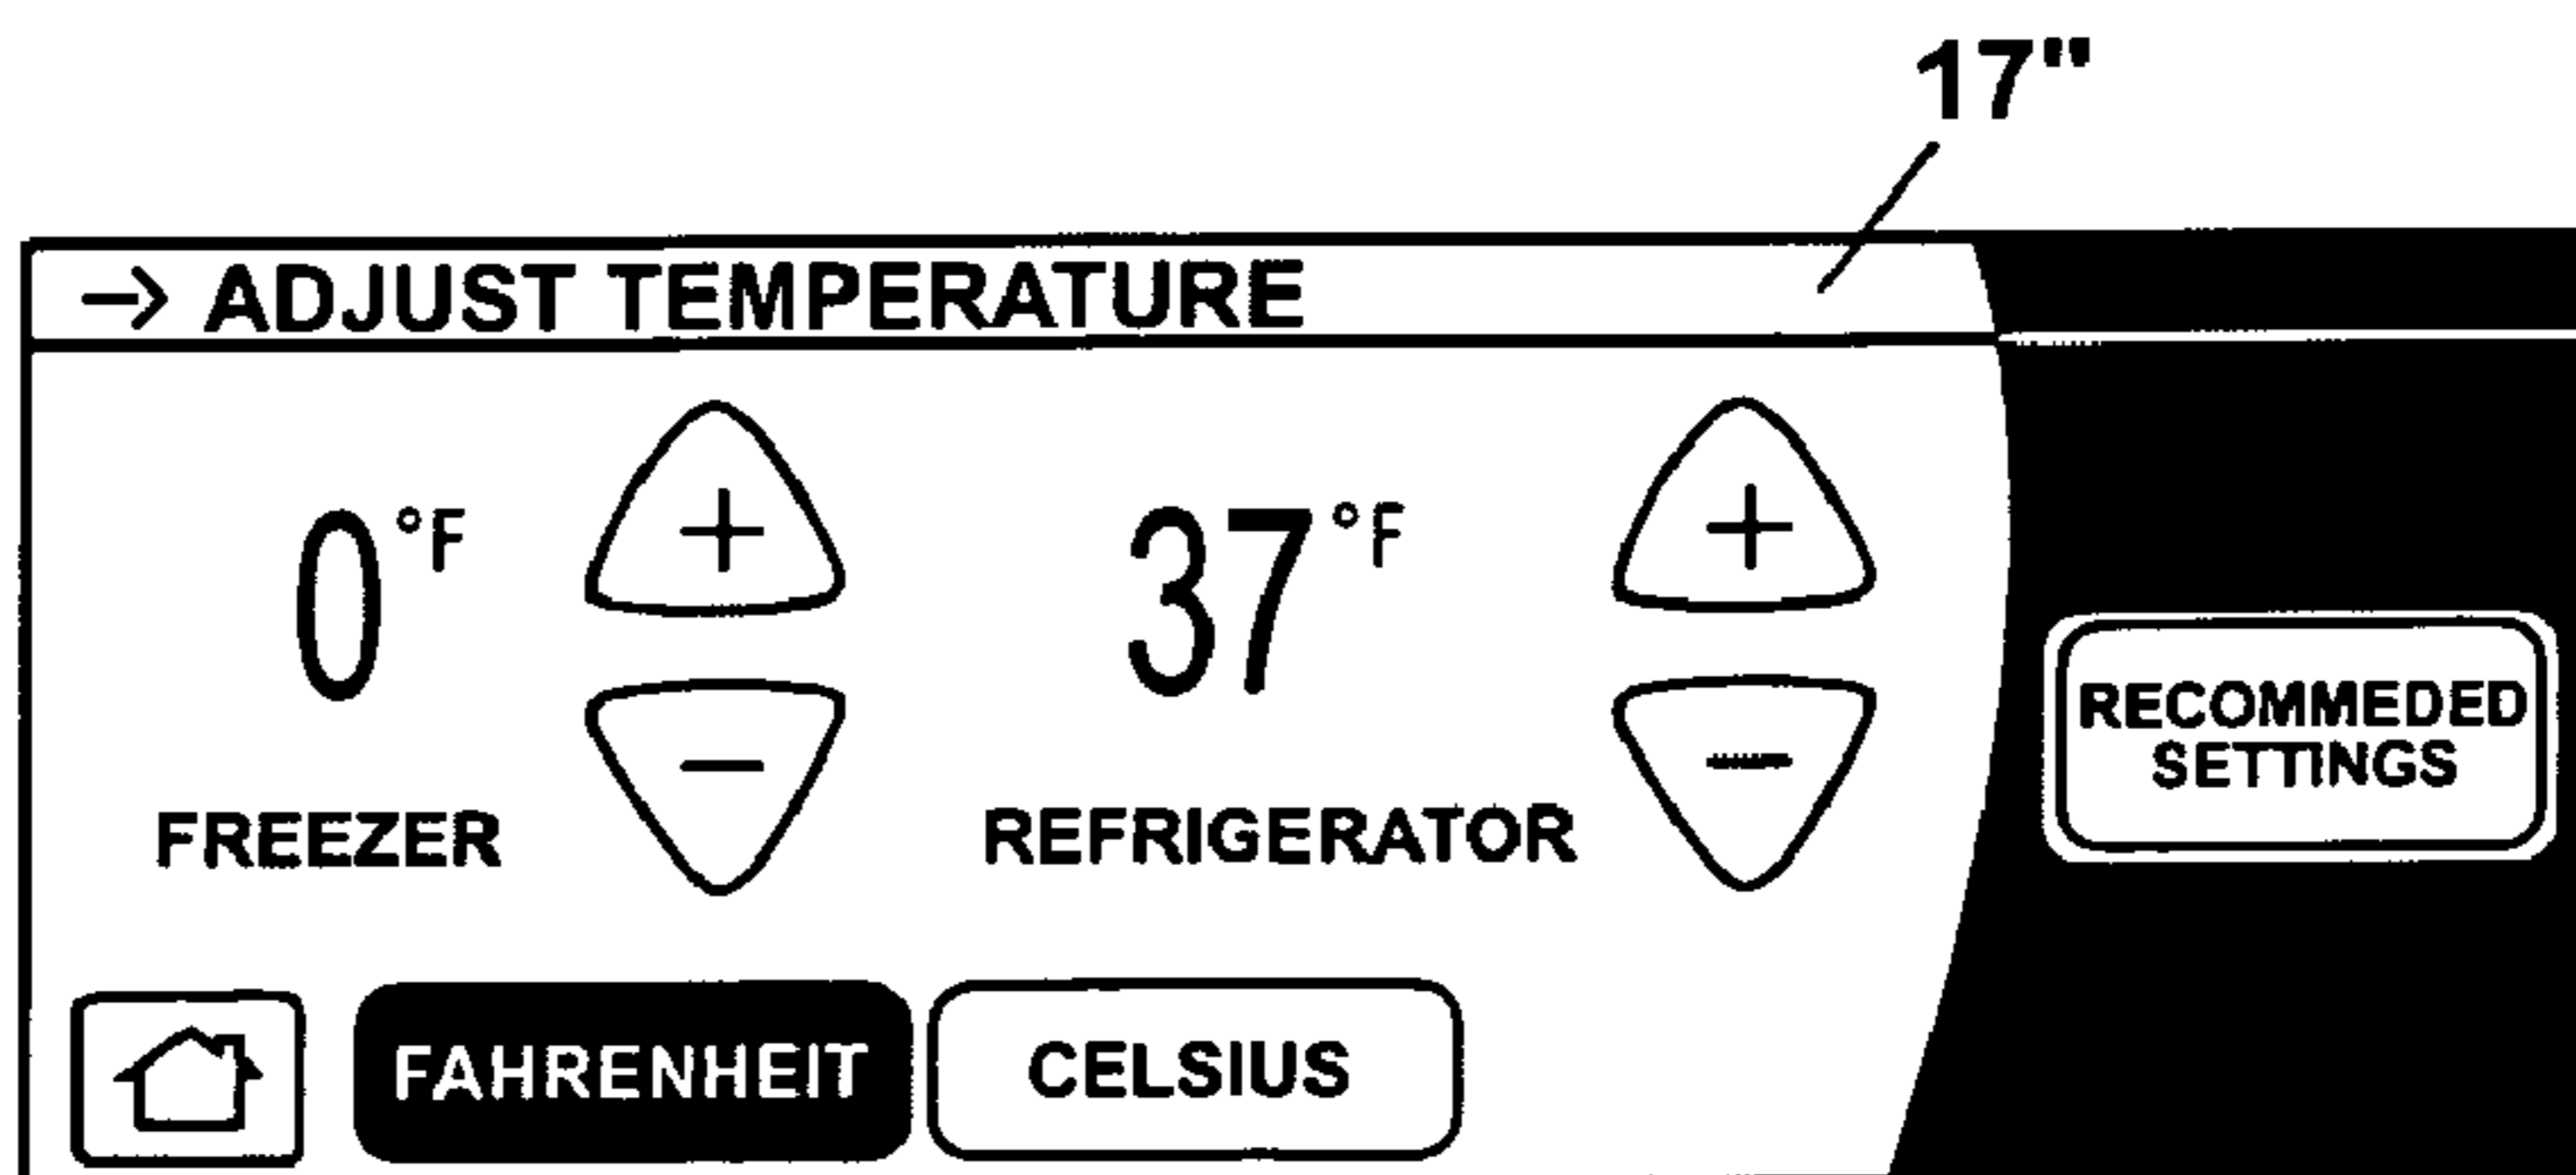 17"
→ ADJUST TEMPERATURE
0°F + 37°F +
- -
FREEZER REFRIGERATOR
RECOMMEDED
SETTINGS
FAHRENHEIT CELSIUS